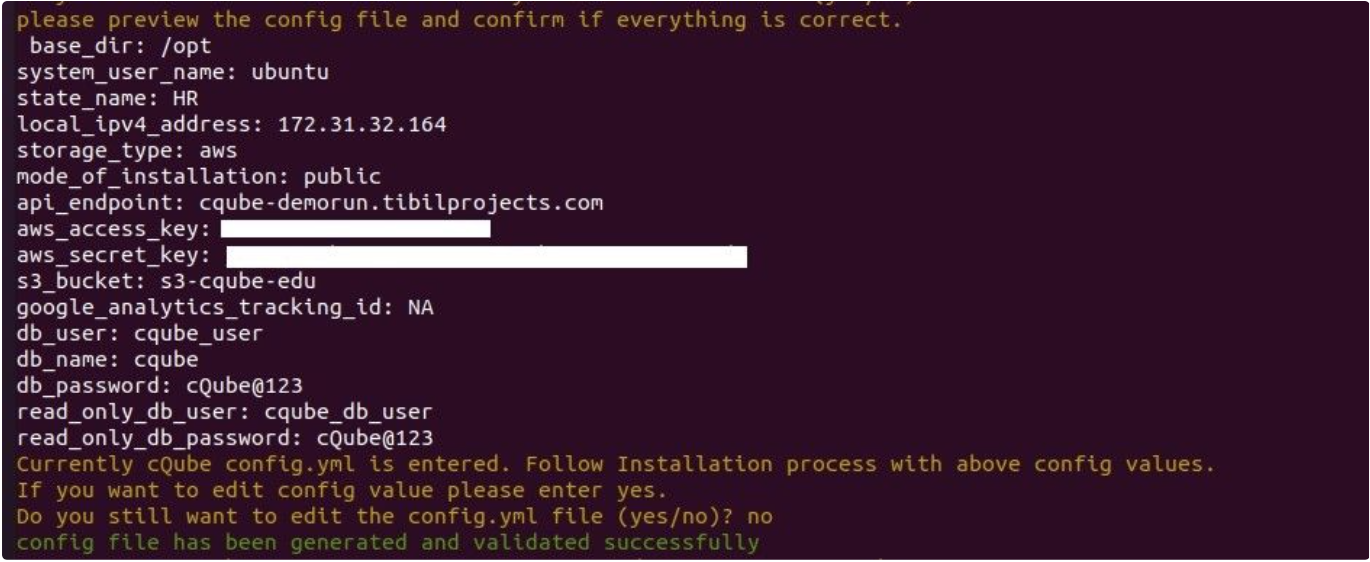 please preview the config file and confirm if everything is correct.
base_dir: /opt
system_user_name: ubuntu
state_name: HR
local_ipv4_address: 172.31.32.164
storage_type: aws
mode_of_installation: public
api_endpoint: cqube-demorun.tibilprojects.com
aws_access_key:
aws_secret_key:
s3_bucket: s3-cqube-edu
google_analytics_tracking_id: NA
db_user: cqube_user
db_name: cqube
db_password: cQube@123
read_only_db_user: cqube_db_user
read_only_db_password: cQube@123
Currently cQube config.yml is entered. Follow Installation process with above config values.
If you want to edit config value please enter yes.
Do you still want to edit the config.yml file (yes/no)? no
config file has been generated and validated successfully